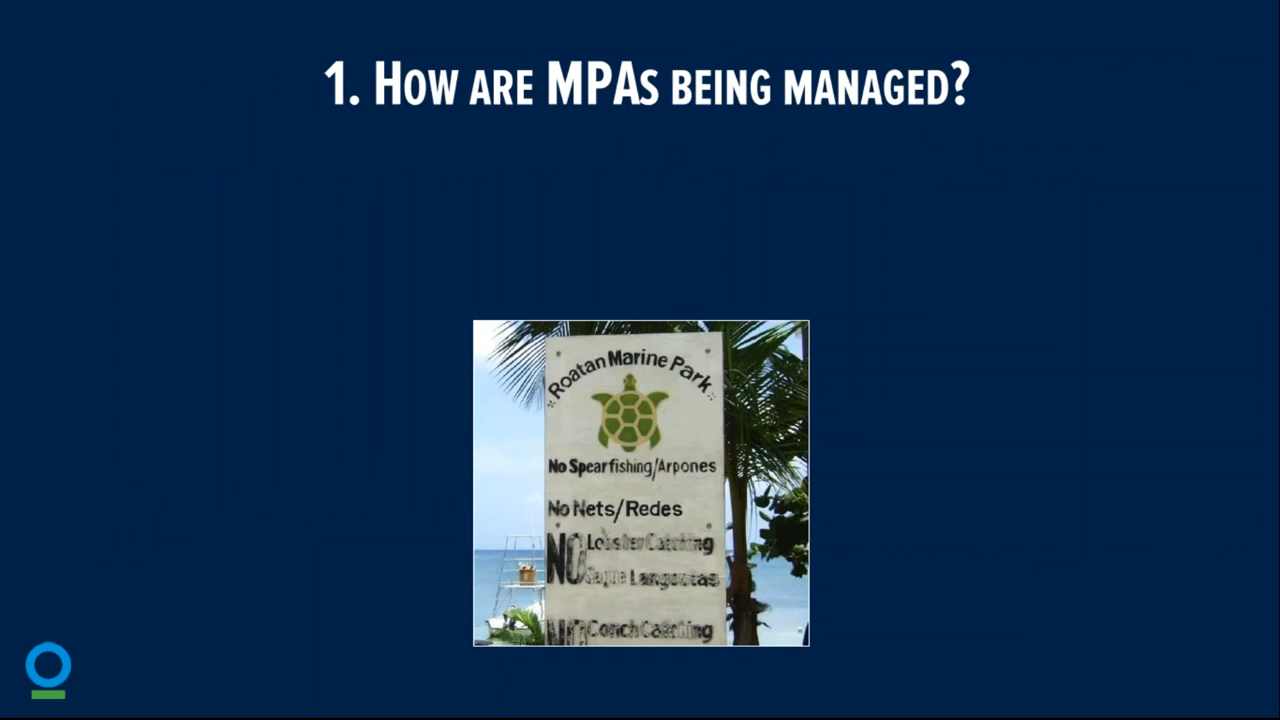 1. HOW ARE MPAS BEING MANAGED?
Roatan Marine Park
No Spearfishing/Arpones
No Nets/Redes
NO Lobster Catching
Saque Langostas
NO Conch Catching